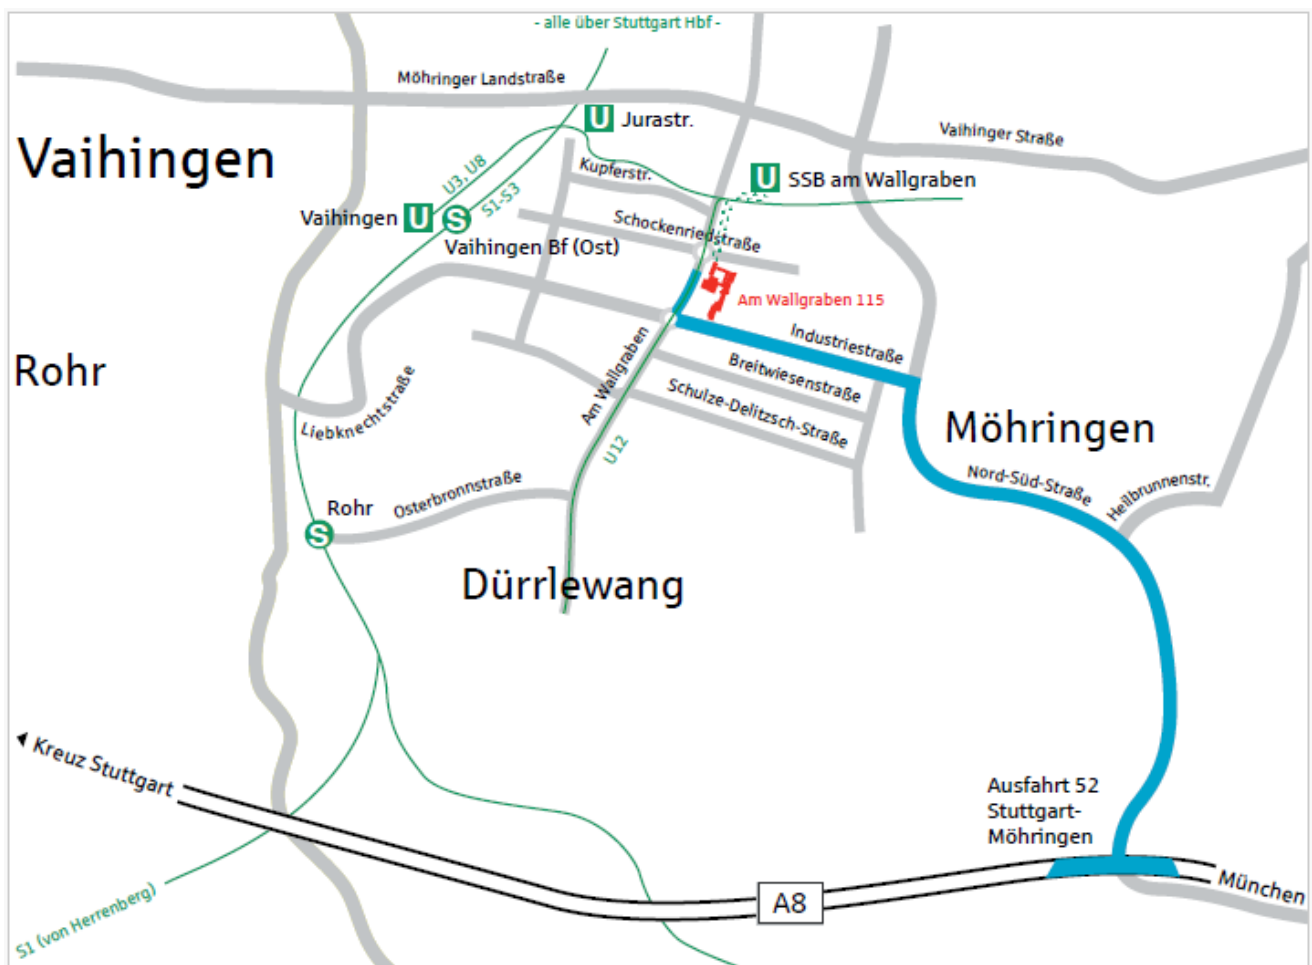 - alle über Stuttgart Hbf -
Möhringer Landstraße
U Jurastr.
Vaihinger Straße
Vaihingen
Kupferstr.
U3, U8
S1-S3
U SSB am Wallgraben
Vaihingen U S
Schockenriedstraße
Vaihingen Bf (Ost)
Am Wallgraben 115
Industriestraße
Rohr
Breitwiesenstraße
Am Wallgraben
Schulze-Delitzsch-Straße
Liebknechtstraße
Möhringen
U12
Nord-Süd-Straße
Heilbrunnenstr.
Osterbronnstraße
Rohr
S
Dürrlewang
Kreuz Stuttgart
Ausfahrt 52
Stuttgart-
Möhringen
A8
München
S1 (von Herrenberg)